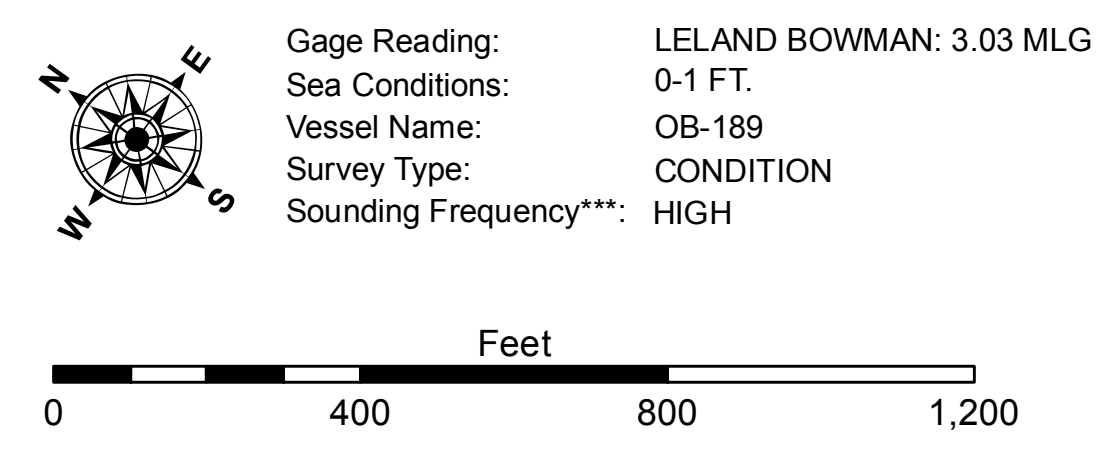 N
E
W
S
Gage Reading: LELAND BOWMAN: 3.03 MLG
Sea Conditions: 0-1 FT.
Vessel Name: OB-189
Survey Type: CONDITION
Sounding Frequency***: HIGH
Feet
0 400 800 1,200